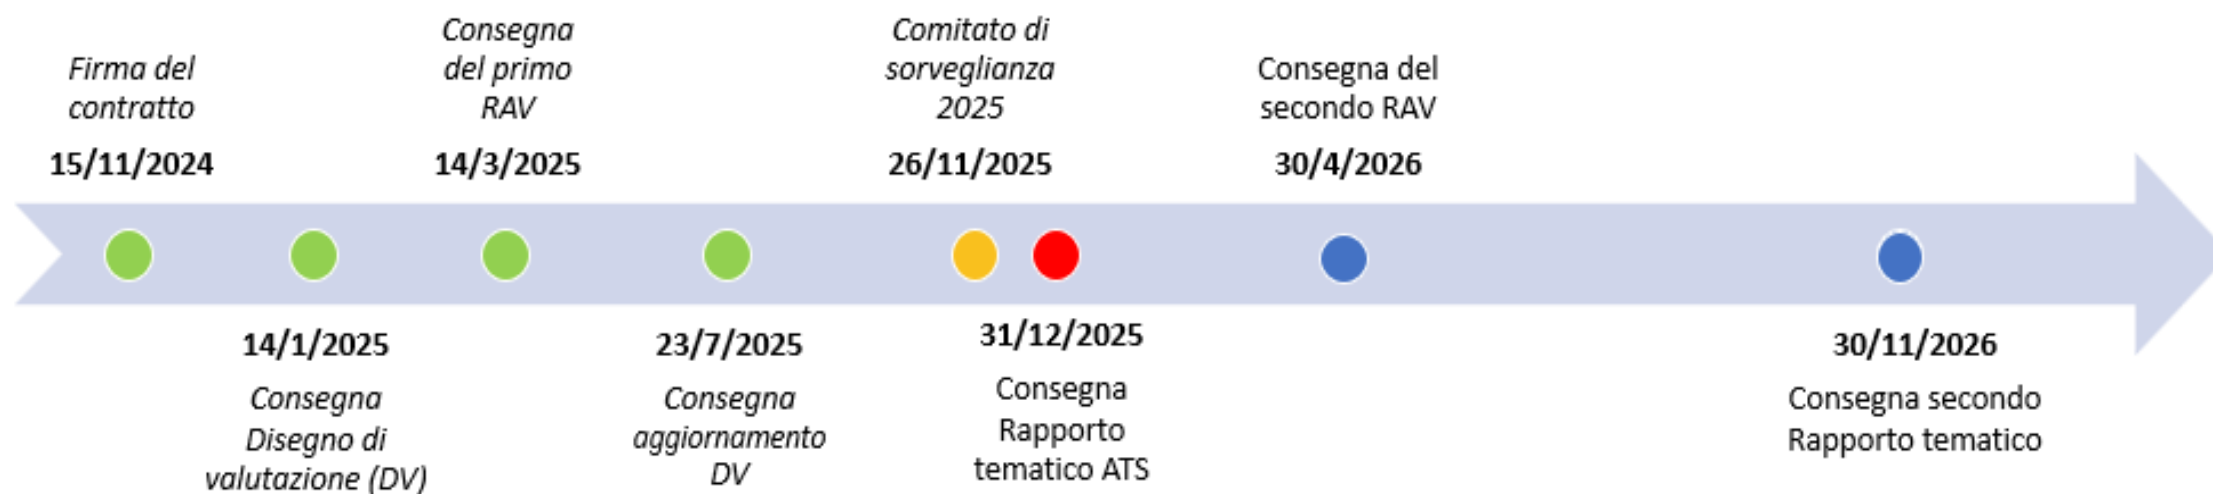 Firma del
contratto
15/11/2024
Consegna
del primo
RAV
14/3/2025
Comitato di
sorveglianza
2025
26/11/2025
Consegna del
secondo RAV
30/4/2026
14/1/2025
Consegna
Disegno di
valutazione (DV)
23/7/2025
Consegna
aggiornamento
DV
31/12/2025
Consegna
Rapporto
tematico ATS
30/11/2026
Consegna secondo
Rapporto tematico